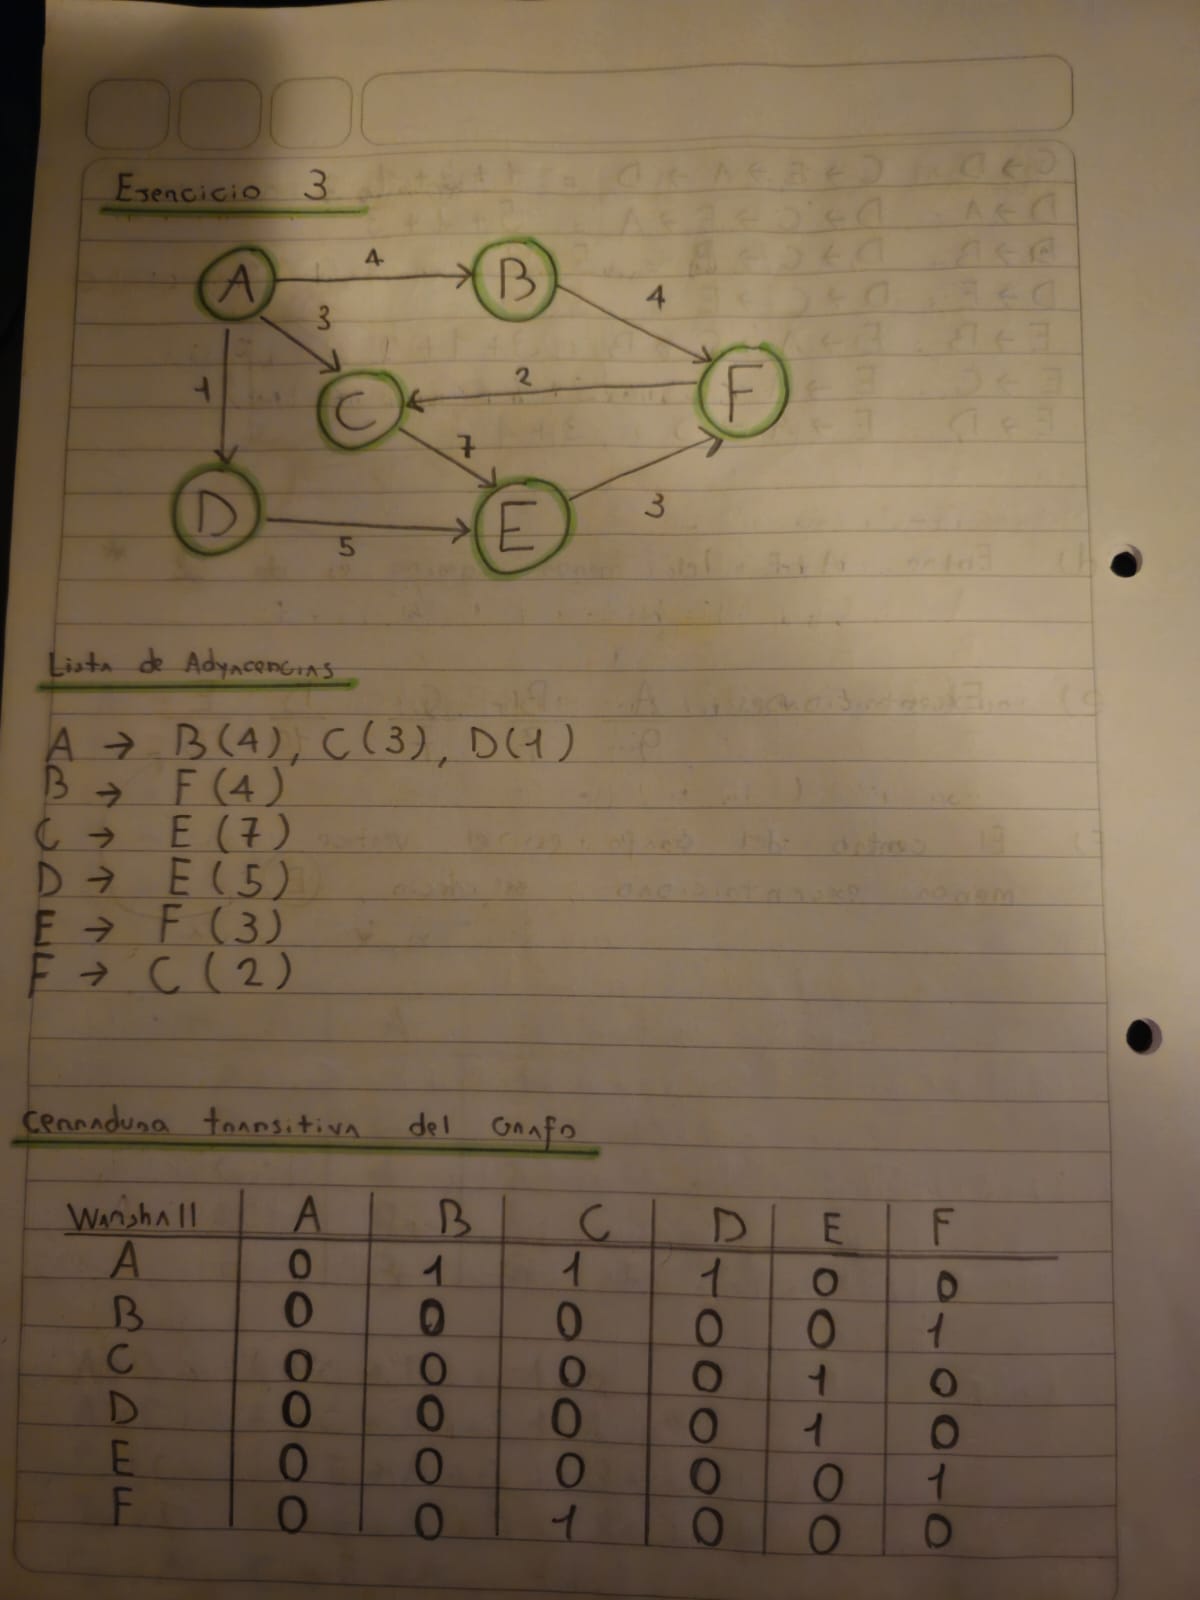 Ejercicio 3
A 4 B
3 4
1 C 2 F
7
D 5 E 3
Lista de Adyacencias
A → B(4), C(3), D(1)
B → F(4)
C → E(7)
D → E(5)
E → F(3)
F → C(2)
Cerradura transitiva del Grafo
Warshall A B C D E F
A 0 1 1 1 0 0
B 0 0 0 0 0 1
C 0 0 0 0 1 0
D 0 0 0 0 1 0
E 0 0 0 0 0 1
F 0 0 1 0 0 0